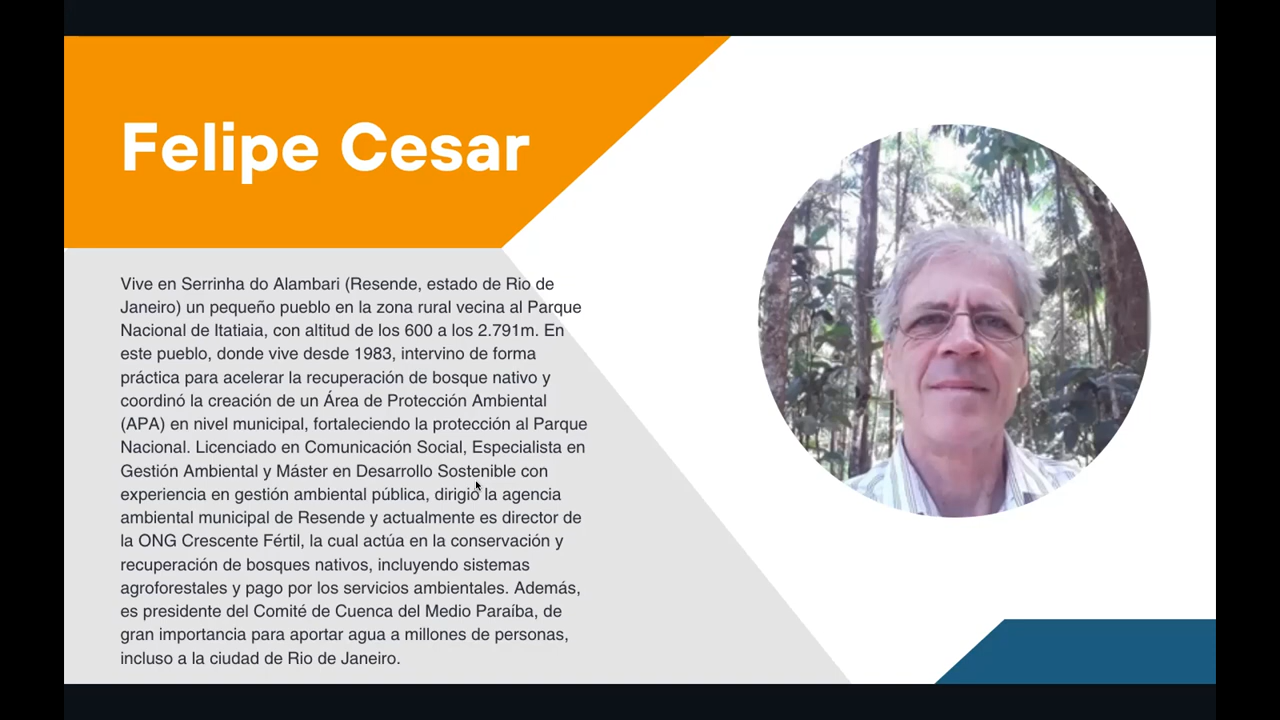 Felipe Cesar
Vive en Serrinha do Alambari (Resende, estado de Rio de
Janeiro) un pequeño pueblo en la zona rural vecina al Parque
Nacional de Itatiaia, con altitud de los 600 a los 2.791m. En
este pueblo, donde vive desde 1983, intervino de forma
práctica para acelerar la recuperación de bosque nativo y
coordinó la creación de un Área de Protección Ambiental
(APA) en nivel municipal, fortaleciendo la protección al Parque
Nacional. Licenciado en Comunicación Social, Especialista en
Gestión Ambiental y Máster en Desarrollo Sostenible con
experiencia en gestión ambiental pública, dirigió la agencia
ambiental municipal de Resende y actualmente es director de
la ONG Crescente Fértil, la cual actúa en la conservación y
recuperación de bosques nativos, incluyendo sistemas
agroforestales y pago por los servicios ambientales. Además,
es presidente del Comité de Cuenca del Medio Paraíba, de
gran importancia para aportar agua a millones de personas,
incluso a la ciudad de Rio de Janeiro.